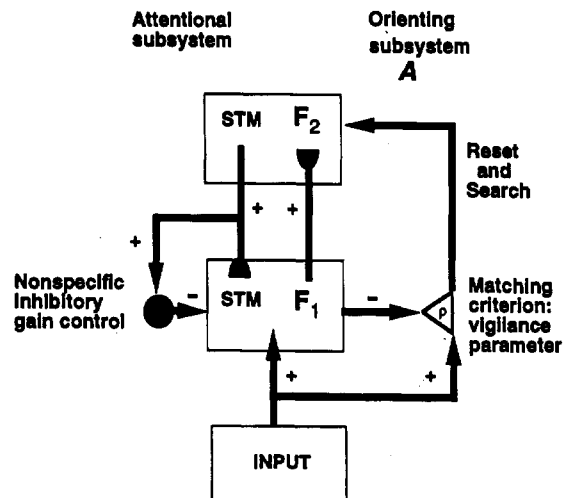 Attentional
subsystem
Orienting
subsystem
A
STM F2
Reset
and
Search
+ +
+
Nonspecific
inhibitory
gain control
-
STM F1
-
ρ
Matching
criterion:
vigilance
parameter
+ +
INPUT